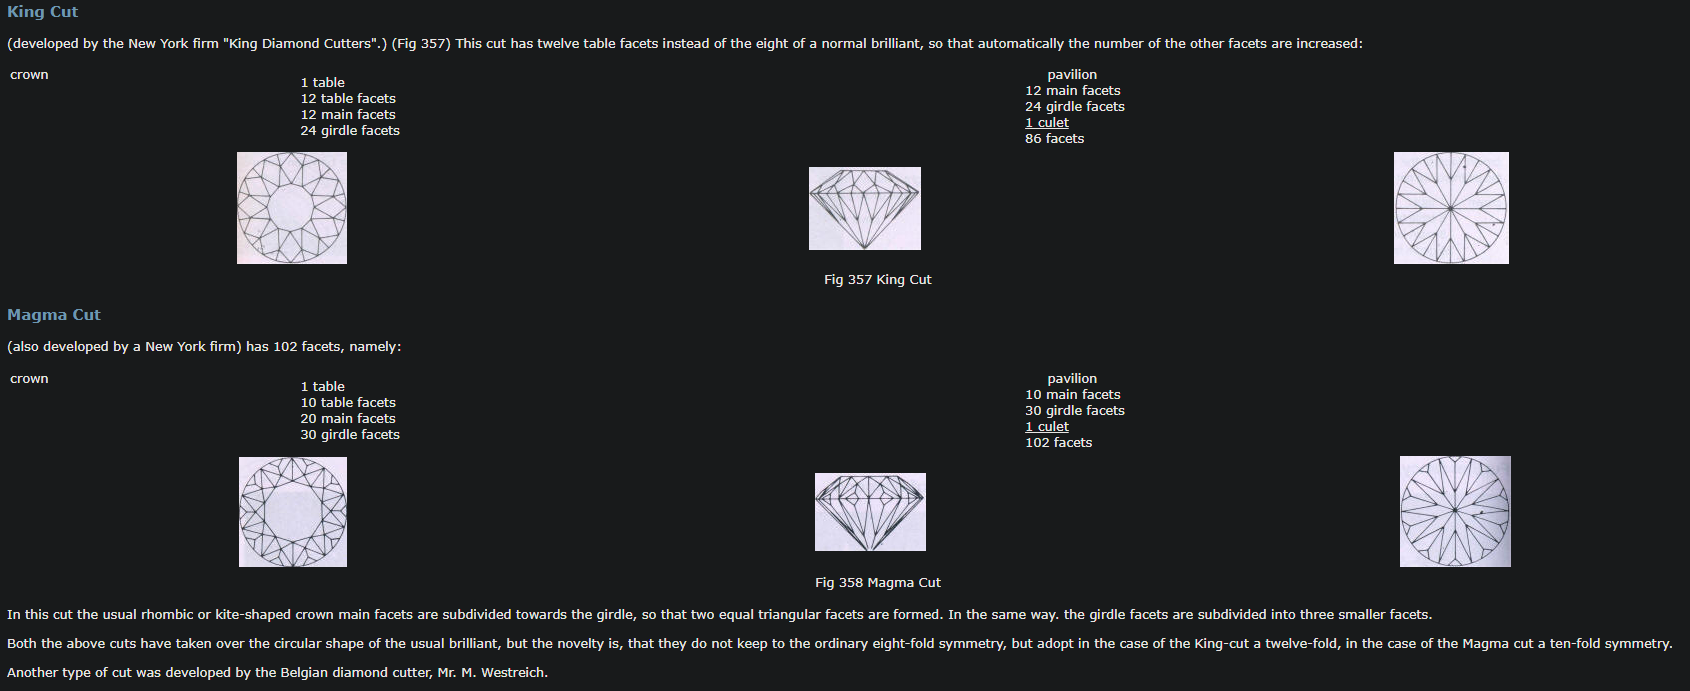 King Cut
(developed by the New York firm "King Diamond Cutters".) (Fig 357) This cut has twelve table facets instead of the eight of a normal brilliant, so that automatically the number of the other facets are increased:
crown
1 table
12 table facets
12 main facets
24 girdle facets
pavilion
12 main facets
24 girdle facets
1 culet
86 facets
Fig 357 King Cut
Magma Cut
(also developed by a New York firm) has 102 facets, namely:
crown
1 table
10 table facets
20 main facets
30 girdle facets
pavilion
10 main facets
30 girdle facets
1 culet
102 facets
Fig 358 Magma Cut
In this cut the usual rhombic or kite-shaped crown main facets are subdivided towards the girdle, so that two equal triangular facets are formed. In the same way. the girdle facets are subdivided into three smaller facets.
Both the above cuts have taken over the circular shape of the usual brilliant, but the novelty is, that they do not keep to the ordinary eight-fold symmetry, but adopt in the case of the King-cut a twelve-fold, in the case of the Magma cut a ten-fold symmetry.
Another type of cut was developed by the Belgian diamond cutter, Mr. M. Westreich.